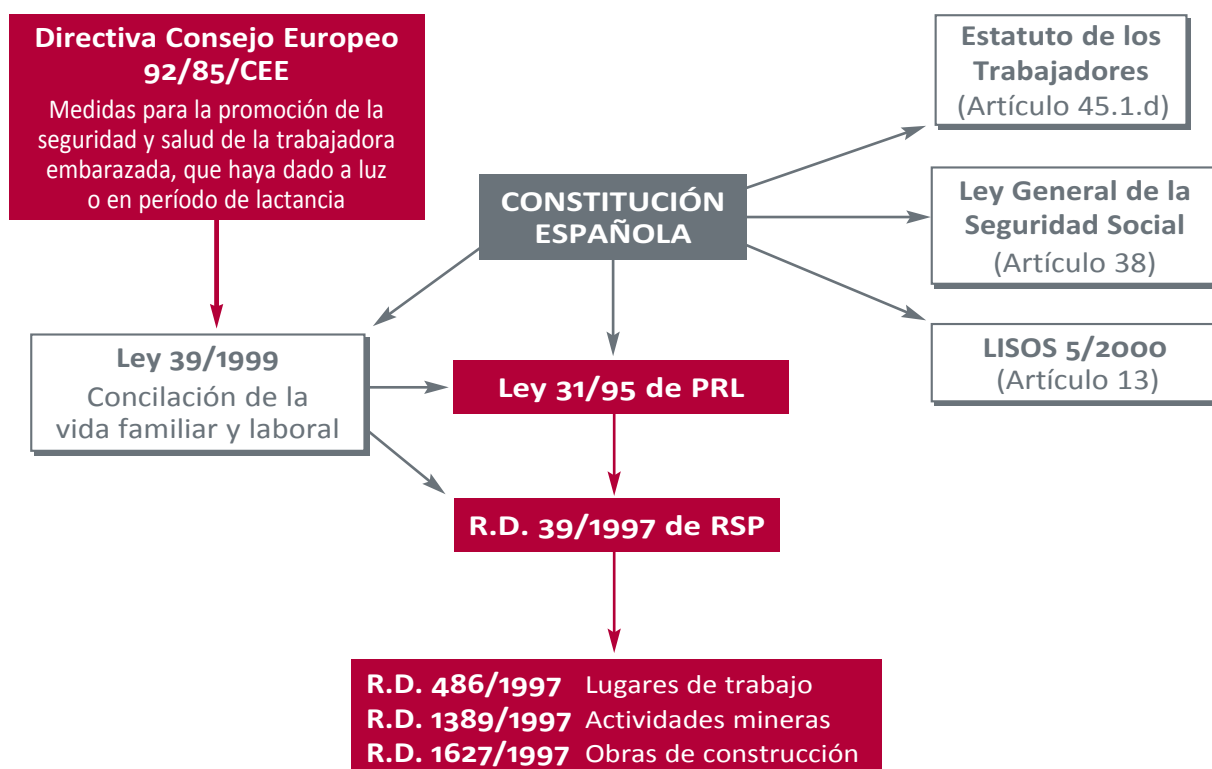 Directiva Consejo Europeo
92/85/CEE
Medidas para la promoción de la
seguridad y salud de la trabajadora
embarazada, que haya dado a luz
o en período de lactancia
CONSTITUCIÓN
ESPAÑOLA
Estatuto de los
Trabajadores
(Artículo 45.1.d)
Ley General de la
Seguridad Social
(Artículo 38)
LISOS 5/2000
(Artículo 13)
Ley 39/1999
Concilación de la
vida familiar y laboral
Ley 31/95 de PRL
R.D. 39/1997 de RSP
R.D. 486/1997 Lugares de trabajo
R.D. 1389/1997 Actividades mineras
R.D. 1627/1997 Obras de construcción